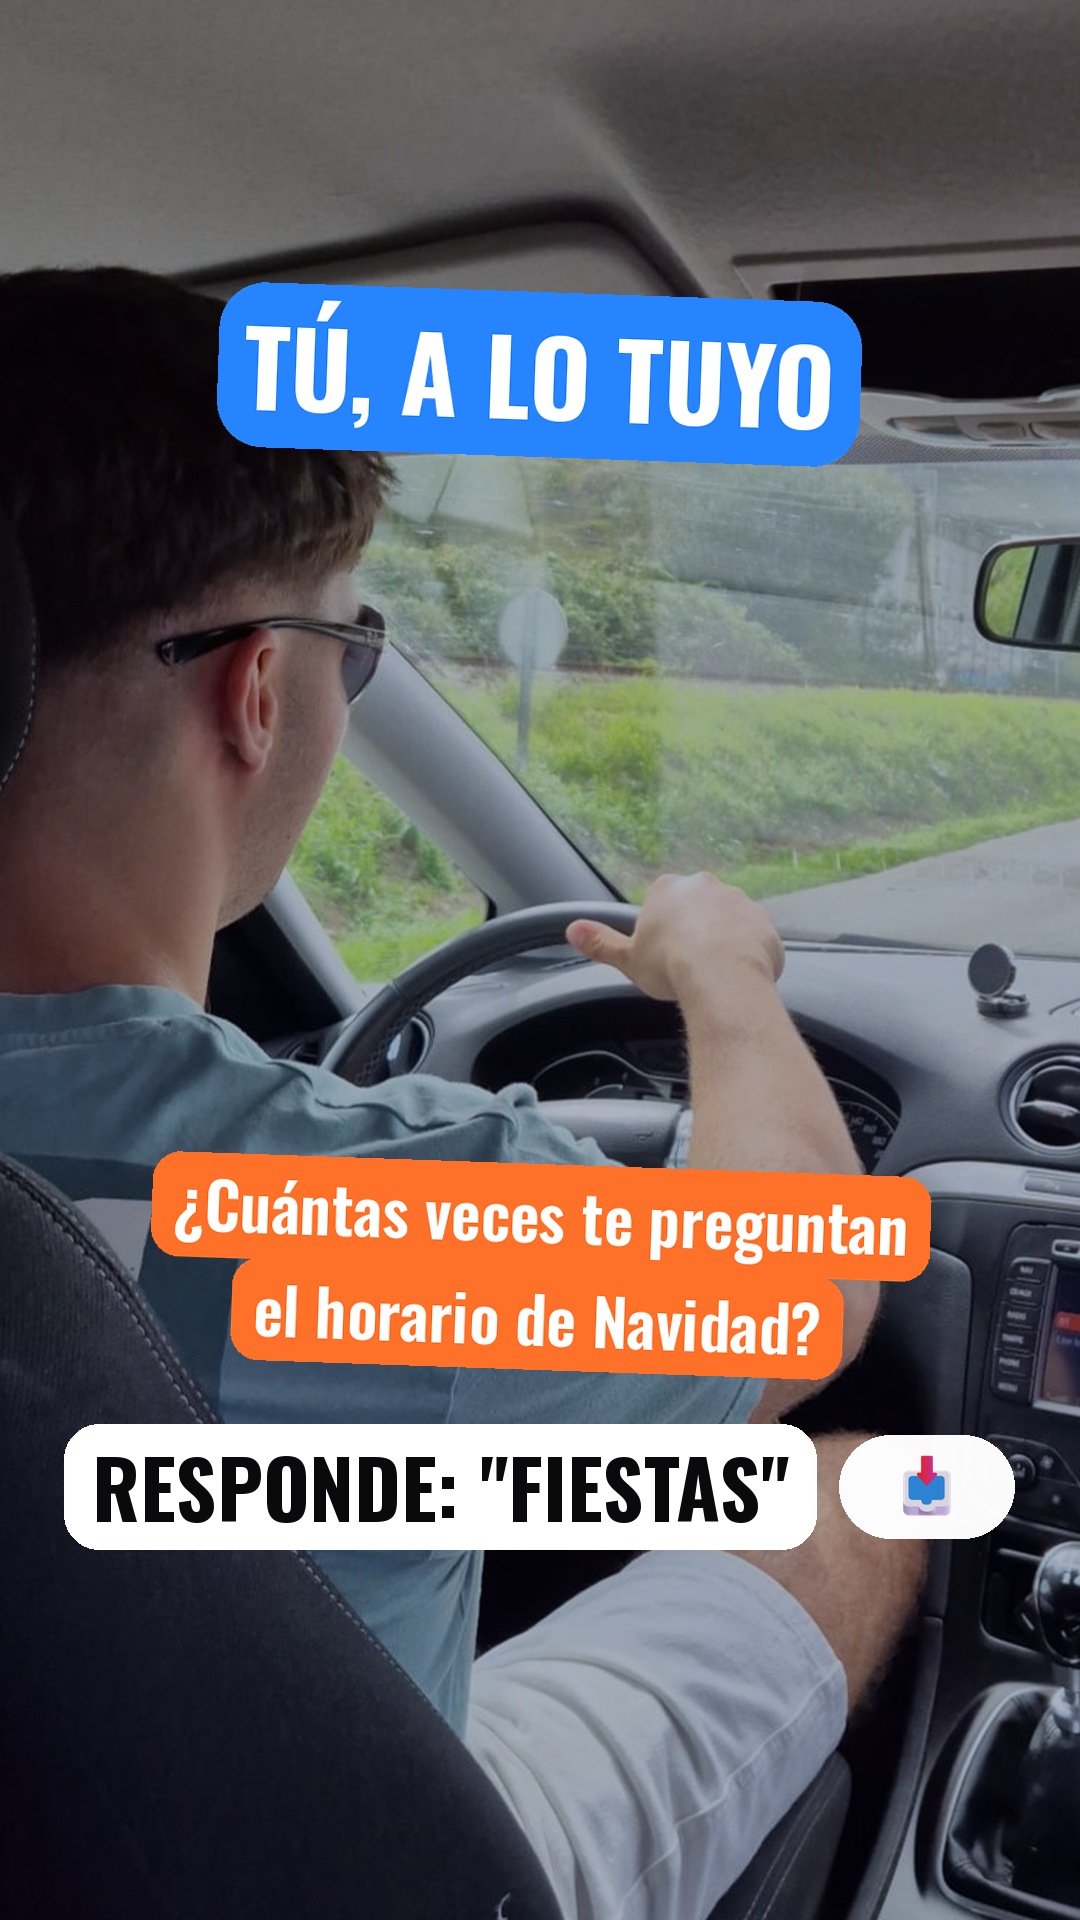 TÚ, A LO TUYO
¿Cuántas veces te preguntan
el horario de Navidad?
RESPONDE: "FIESTAS"